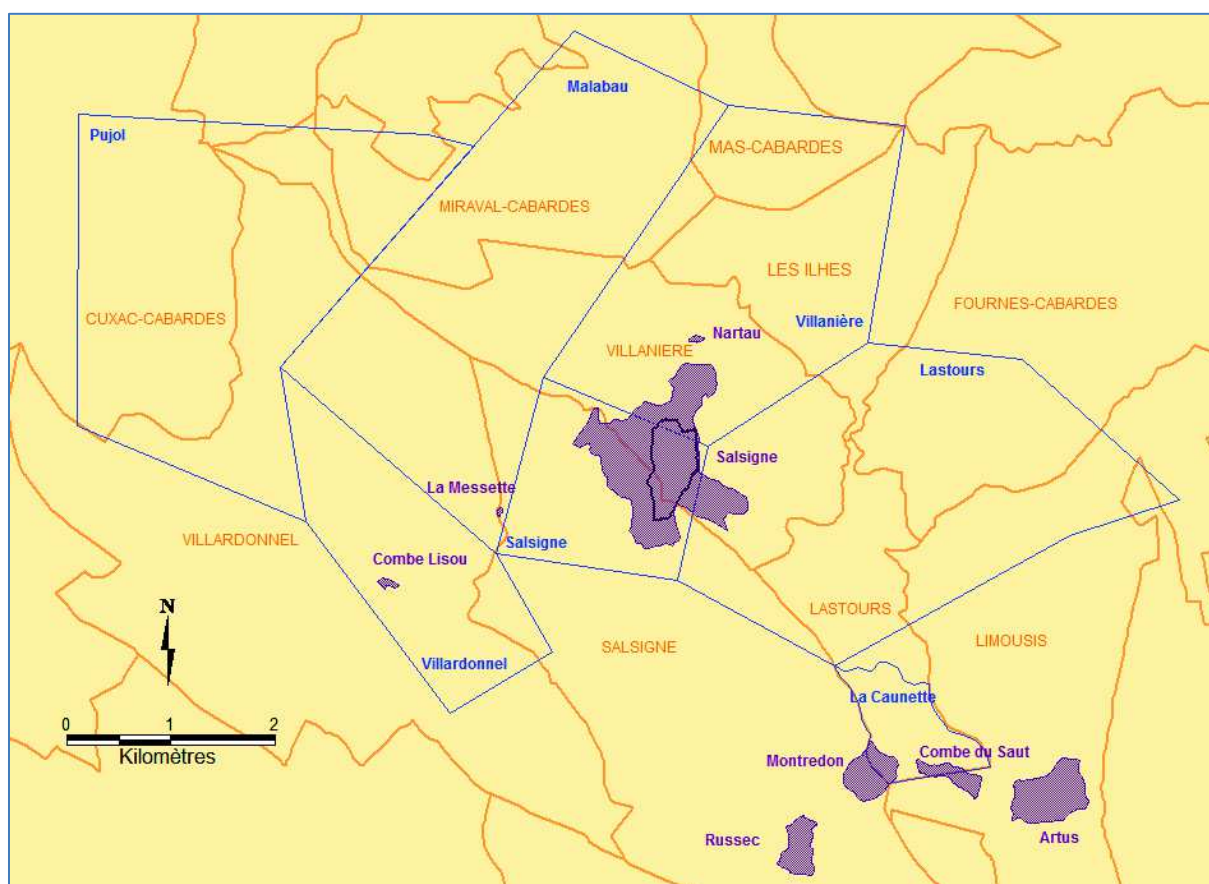 Malabau
Pujol
MAS-CABARDES
MIRAVAL-CABARDES
LES ILHES
FOURNES-CABARDES
CUXAC-CABARDES
Villanière
Nartau
VILLANIERE
Lastours
Salsigne
La Messette
VILLARDONNEL
Salsigne
Combe Lisou
N
LASTOURS
Villardonnel
SALSIGNE
LIMOUSIS
La Caunette
0 1 2
Kilomètres
Montredon
Combe du Saut
Russec
Artus